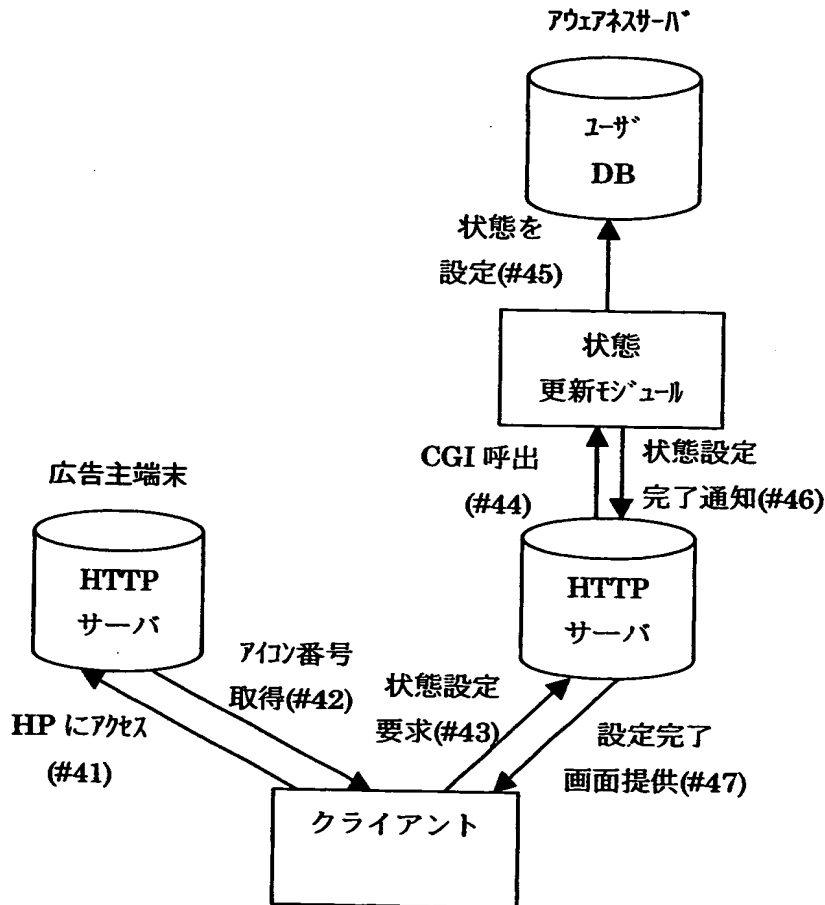 アウェアネスサーバ
ユーザ
DB
状態を
設定(#45)
状態
更新モジュール
CGI 呼出
(#44)
状態設定
完了通知(#46)
広告主端末
HTTP
サーバ
HTTP
サーバ
アイコン番号
取得(#42)
HP にアクセス
(#41)
状態設定
要求(#43)
設定完了
画面提供(#47)
クライアント